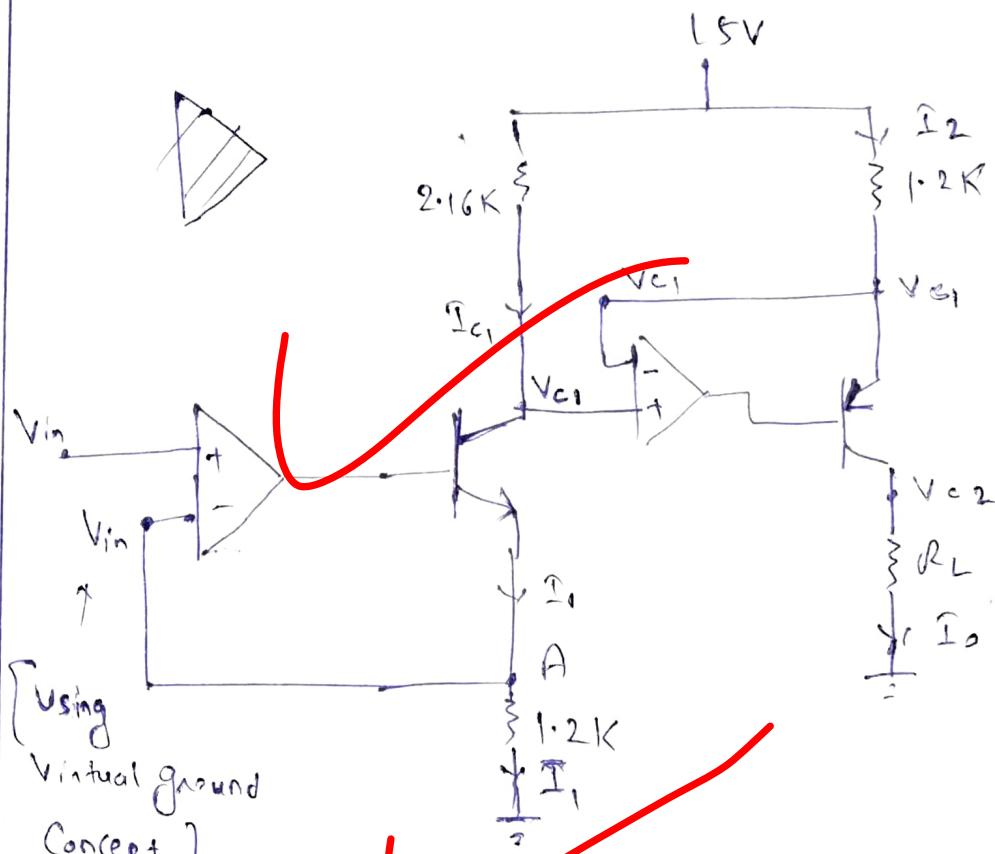 15V
I2
2.16K
1.2K
VC1
VC1
IC1
VC1
-
+
Vin
+
-
Vin
VC2
RL
I0
I1
A
1.2K
I1
[Using
Virtual ground
Concept]